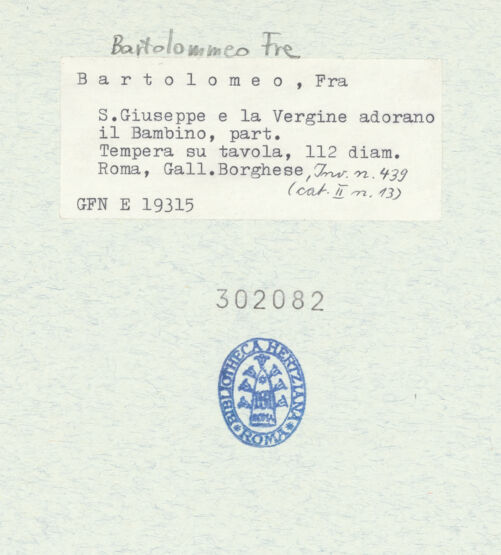 Bartolommeo Fre
Bartolomeo, Fra
S.Giuseppe e la Vergine adorano
il Bambino, part.
Tempera su tavola, 112 diam.
Roma, Gall.Borghese, Inv. n. 439
(cat. II n. 13)
GFN E 19315
302082
BIBLIOTHECA HERTZIANA
ROMA